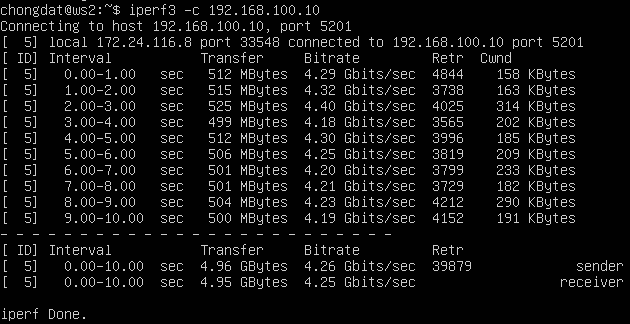 chongdat@ws2:~$ iperf3 -c 192.168.100.10
Connecting to host 192.168.100.10, port 5201
[  5] local 172.24.116.8 port 33548 connected to 192.168.100.10 port 5201
[ ID] Interval           Transfer     Bitrate         Retr  Cwnd
[  5]   0.00-1.00   sec   512 MBytes  4.29 Gbits/sec  4844    158 KBytes
[  5]   1.00-2.00   sec   515 MBytes  4.32 Gbits/sec  3738    163 KBytes
[  5]   2.00-3.00   sec   525 MBytes  4.40 Gbits/sec  4025    314 KBytes
[  5]   3.00-4.00   sec   499 MBytes  4.18 Gbits/sec  3565    202 KBytes
[  5]   4.00-5.00   sec   512 MBytes  4.30 Gbits/sec  3996    185 KBytes
[  5]   5.00-6.00   sec   506 MBytes  4.25 Gbits/sec  3819    209 KBytes
[  5]   6.00-7.00   sec   501 MBytes  4.20 Gbits/sec  3799    233 KBytes
[  5]   7.00-8.00   sec   501 MBytes  4.21 Gbits/sec  3729    182 KBytes
[  5]   8.00-9.00   sec   504 MBytes  4.23 Gbits/sec  4212    290 KBytes
[  5]   9.00-10.00  sec   500 MBytes  4.19 Gbits/sec  4152    191 KBytes
- - - - - - - - - - - - - - - - - - - - - - - - -
[ ID] Interval           Transfer     Bitrate         Retr
[  5]   0.00-10.00  sec  4.96 GBytes  4.26 Gbits/sec  39879             sender
[  5]   0.00-10.00  sec  4.95 GBytes  4.25 Gbits/sec                  receiver
iperf Done.